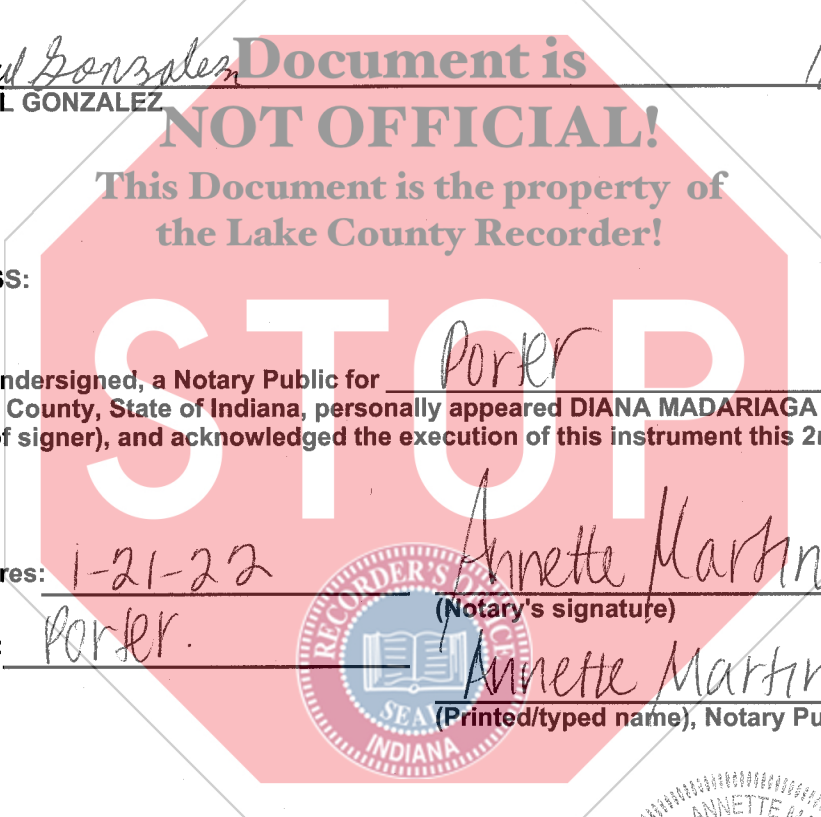 Gonzalez
Document is
L GONZALEZ
NOT OFFICIAL!
This Document is the property of
the Lake County Recorder!
SS:
STOP
ndersigned, a Notary Public for Porter
County, State of Indiana, personally appeared DIANA MADARIAGA
f signer), and acknowledged the execution of this instrument this 2
res: 1-21-22
Annette Martin
(Notary's signature)
: Porter.
Annette Martin
(Printed/typed name), Notary Pu
RECORDER'S OFFICE
SEAL
INDIANA
ANNETTE M